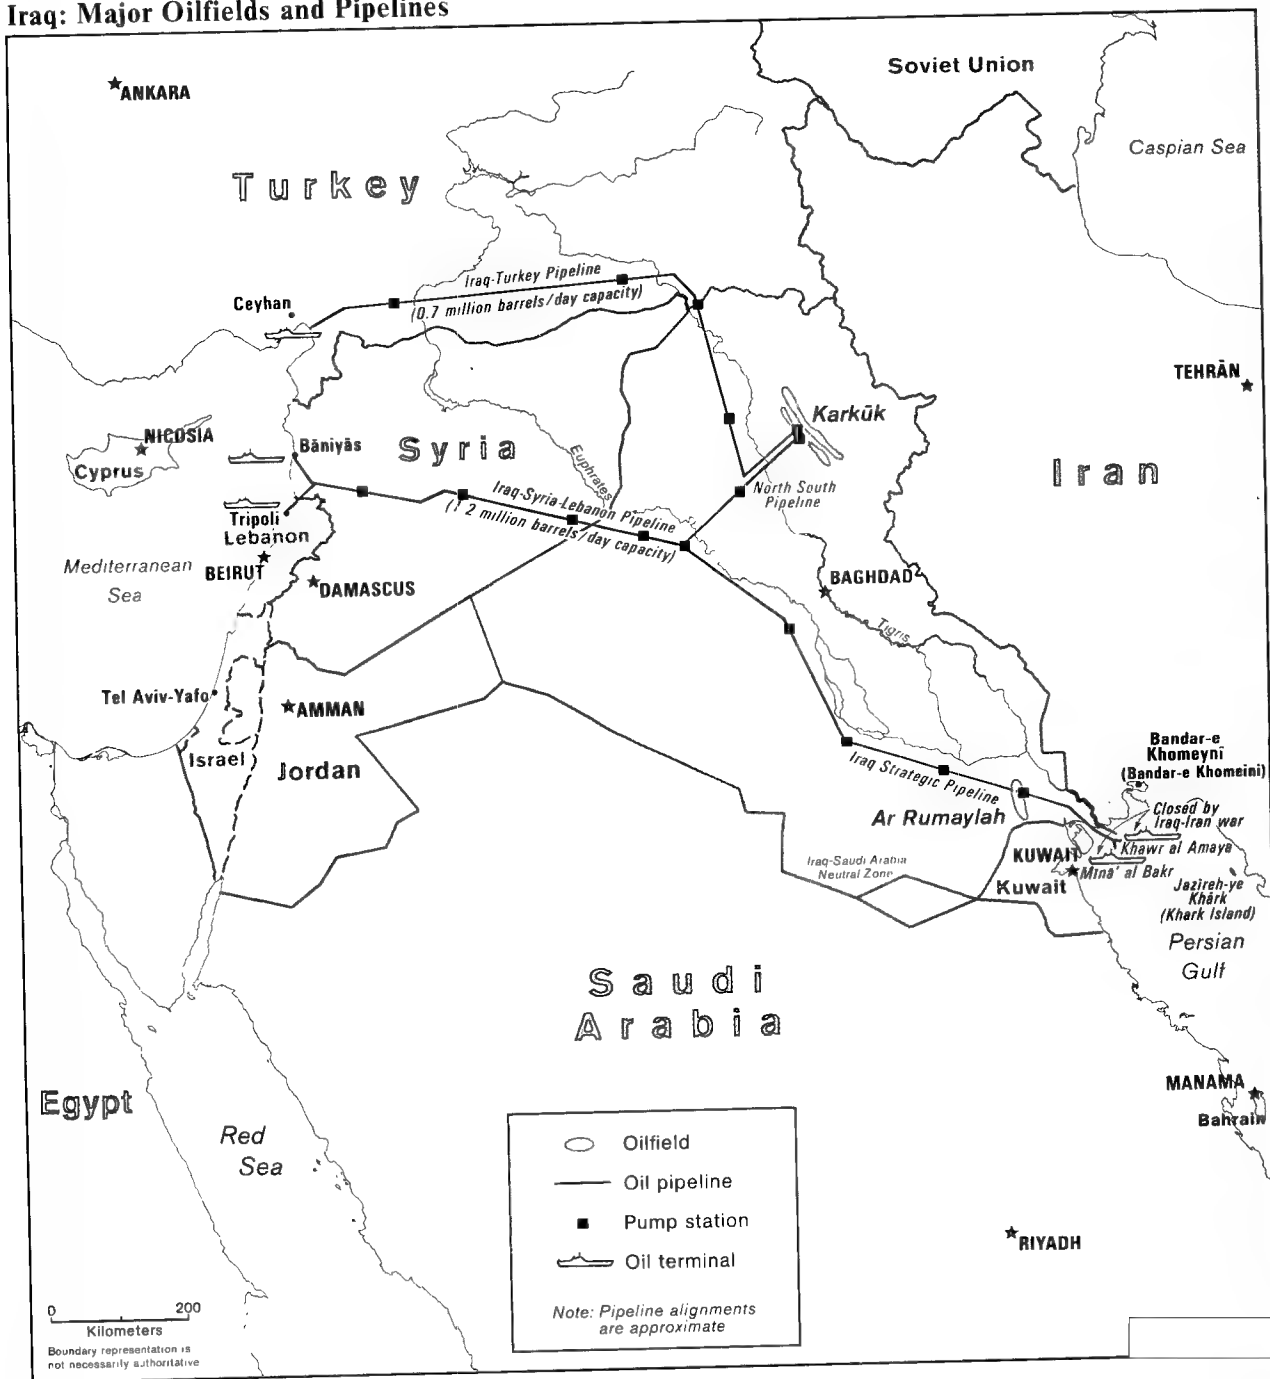 Iraq: Major Oilfields and Pipelines
Soviet Union
ANKARA
Caspian Sea
Turkey
Iraq-Turkey Pipeline
(0.7 million barrels/day capacity)
Ceyhan
TEHRĀN
Karkūk
NICOSIA
Cyprus
Bāniyās
Syria
Iran
Euphrates
North South
Pipeline
Iraq-Syria-Lebanon Pipeline
(1 2 million barrels/day capacity)
Tripoli
Lebanon
Mediterranean
Sea
BEIRUT
DAMASCUS
BAGHDAD
Tigris
Tel Aviv-Yafo
AMMAN
Israel
Jordan
Bandar-e
Khomeynī
(Bandar-e Khomeini)
Iraq Strategic Pipeline
Ar Rumaylah
Closed by
Iraq-Iran war
Khawr al Amaya
Mīnā' al Bakr
KUWAIT
Kuwait
Iraq-Saudi Arabia
Neutral Zone
Jazīreh-ye
Khārk
(Khark Island)
Persian
Gulf
Saudi
Arabia
MANAMA
Bahrain
Egypt
Red
Sea
Oilfield
Oil pipeline
Pump station
Oil terminal
Note: Pipeline alignments
are approximate
RIYADH
0 200
Kilometers
Boundary representation is
not necessarily authoritative